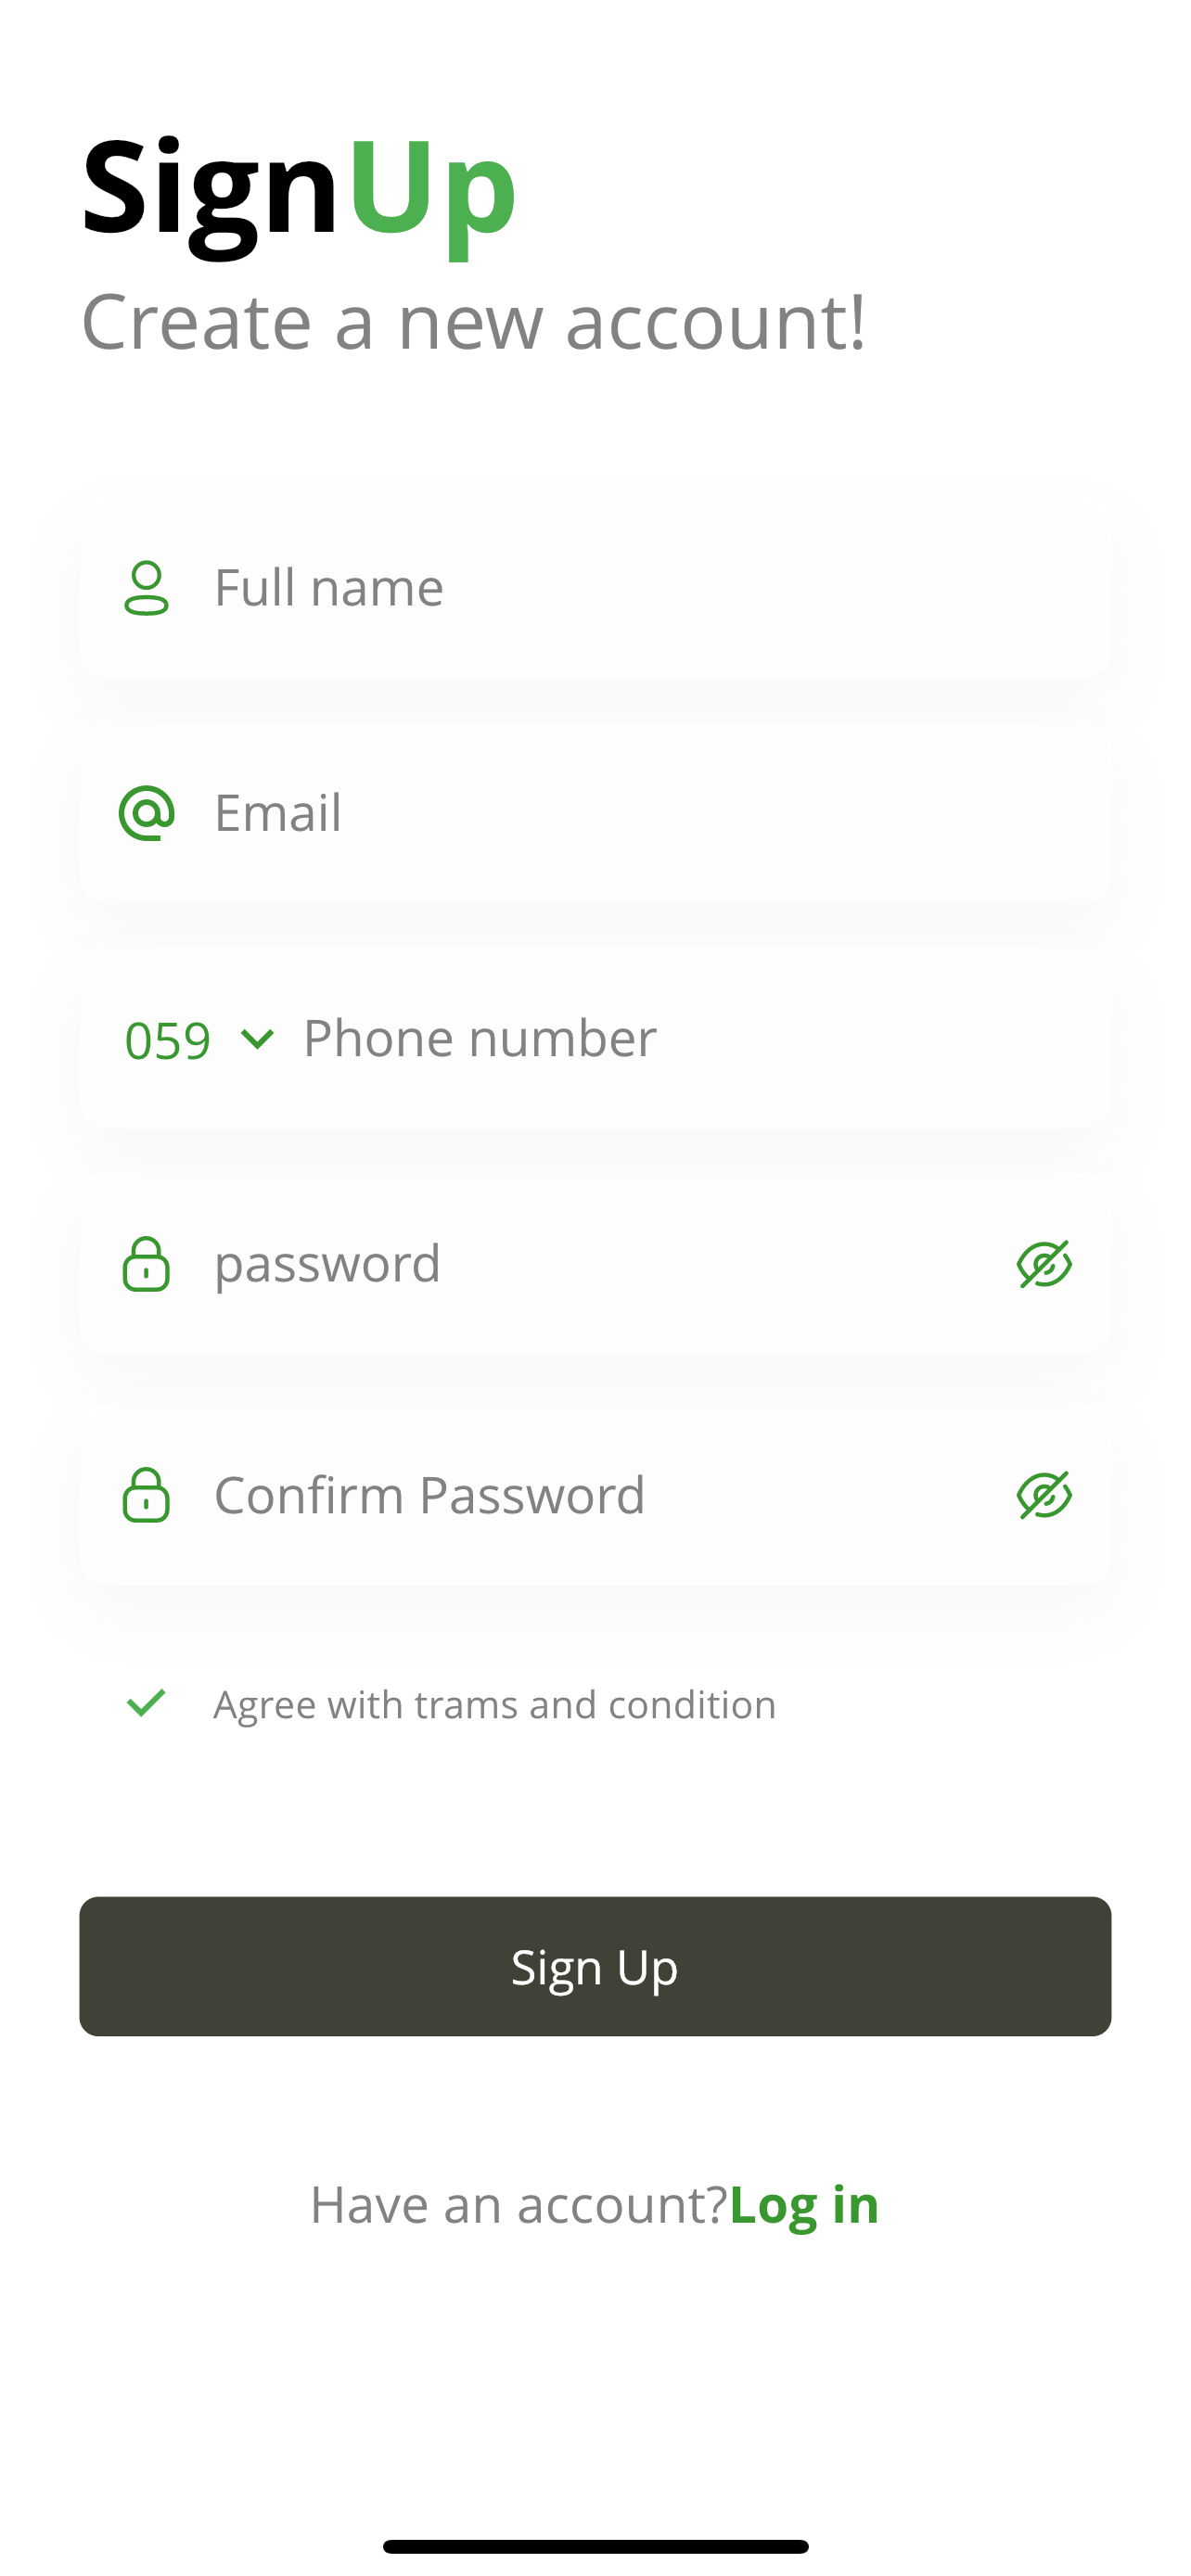 SignUp
Create a new account!
Full name
Email
059 Phone number
password
Confirm Password
Agree with trams and condition
Sign Up
Have an account?Log in